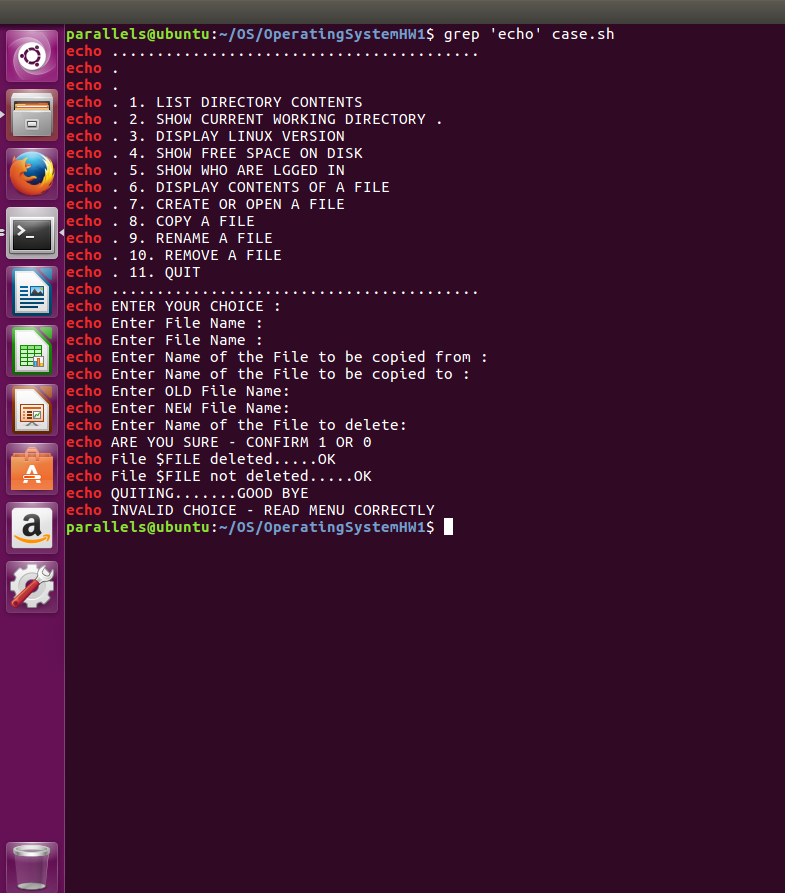 parallels@ubuntu:~/OS/OperatingSystemHW1$ grep 'echo' case.sh
echo .........................................
echo .
echo .
echo . 1. LIST DIRECTORY CONTENTS
echo . 2. SHOW CURRENT WORKING DIRECTORY .
echo . 3. DISPLAY LINUX VERSION
echo . 4. SHOW FREE SPACE ON DISK
echo . 5. SHOW WHO ARE LGGED IN
echo . 6. DISPLAY CONTENTS OF A FILE
echo . 7. CREATE OR OPEN A FILE
echo . 8. COPY A FILE
echo . 9. RENAME A FILE
echo . 10. REMOVE A FILE
echo . 11. QUIT
echo .........................................
echo ENTER YOUR CHOICE :
echo Enter File Name :
echo Enter File Name :
echo Enter Name of the File to be copied from :
echo Enter Name of the File to be copied to :
echo Enter OLD File Name:
echo Enter NEW File Name:
echo Enter Name of the File to delete:
echo ARE YOU SURE - CONFIRM 1 OR 0
echo File $FILE deleted.....OK
echo File $FILE not deleted.....OK
echo QUITING.......GOOD BYE
echo INVALID CHOICE - READ MENU CORRECTLY
parallels@ubuntu:~/OS/OperatingSystemHW1$